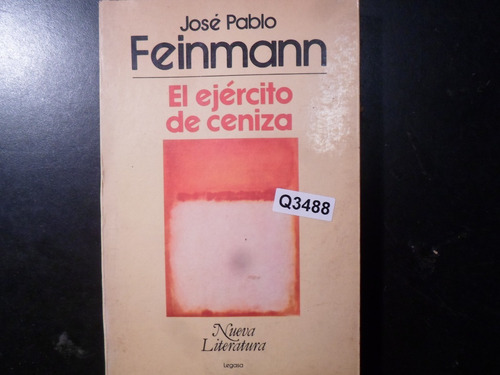 José Pablo
Feinmann
El ejército
de ceniza
Q3488
Nueva
Literatura
Legasa